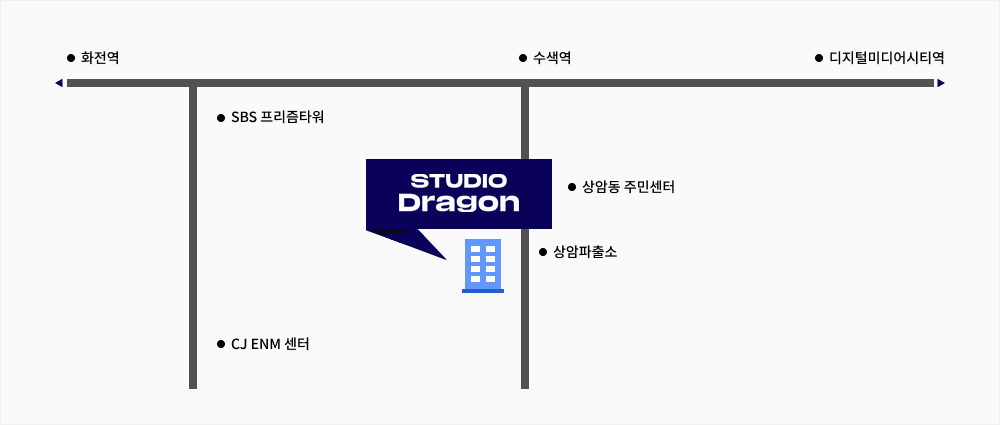 화전역
수색역
디지털미디어시티역
SBS 프리즘타워
STUDIO
Dragon
상암동 주민센터
상암파출소
CJ ENM 센터